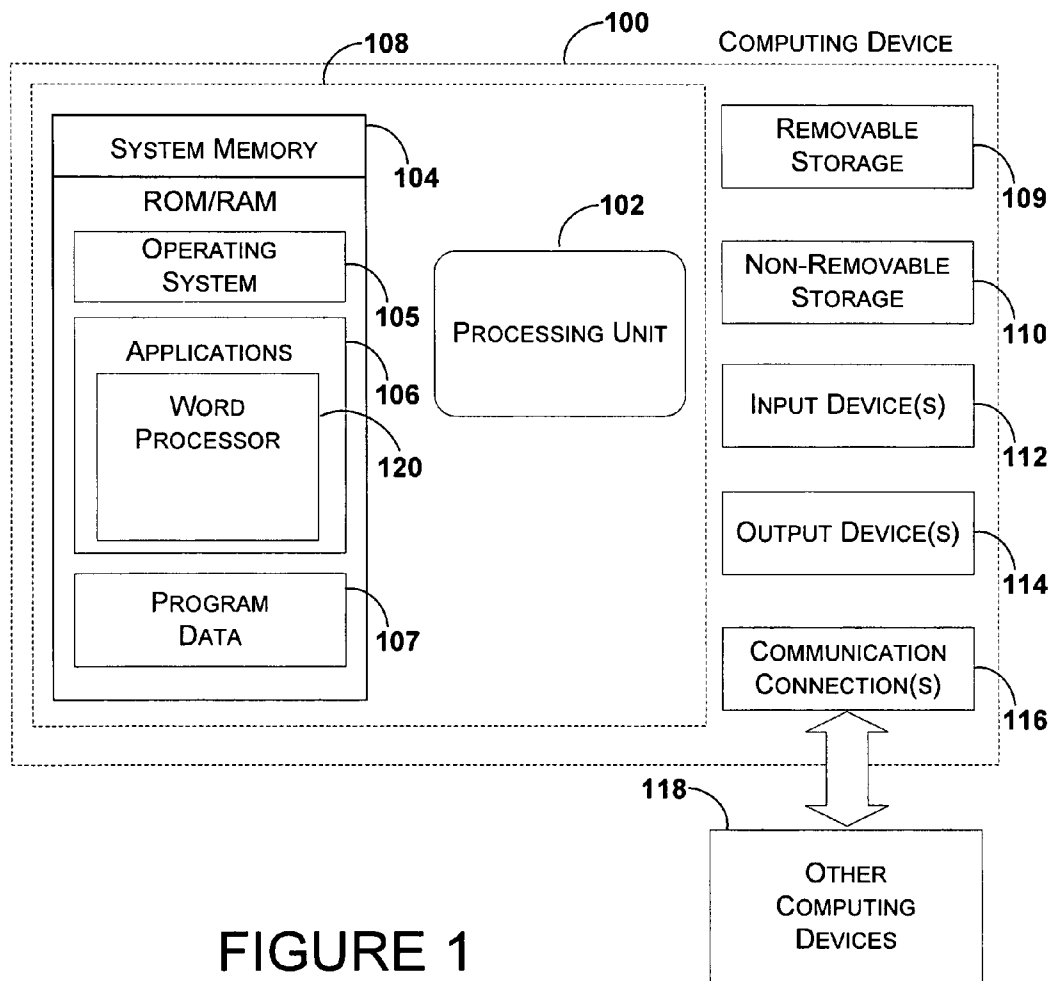 100
COMPUTING DEVICE
108
SYSTEM MEMORY
104
ROM/RAM
OPERATING
SYSTEM
105
APPLICATIONS
106
WORD
PROCESSOR
120
PROGRAM
DATA
107
102
PROCESSING UNIT
REMOVABLE
STORAGE
109
NON-REMOVABLE
STORAGE
110
INPUT DEVICE(S)
112
OUTPUT DEVICE(S)
114
COMMUNICATION
CONNECTION(S)
116
118
OTHER
COMPUTING
DEVICES
FIGURE 1